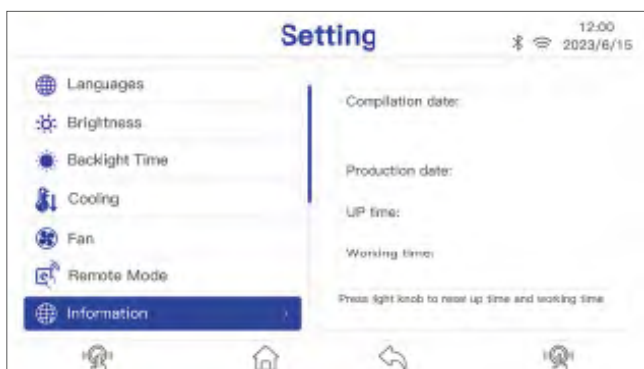 Setting
12:00
2023/6/15
Languages
Brightness
Backlight Time
Cooling
Fan
Remote Mode
Information
Compilation date:
Production date:
UP time:
Working time:
Press light knob to reset up time and working time